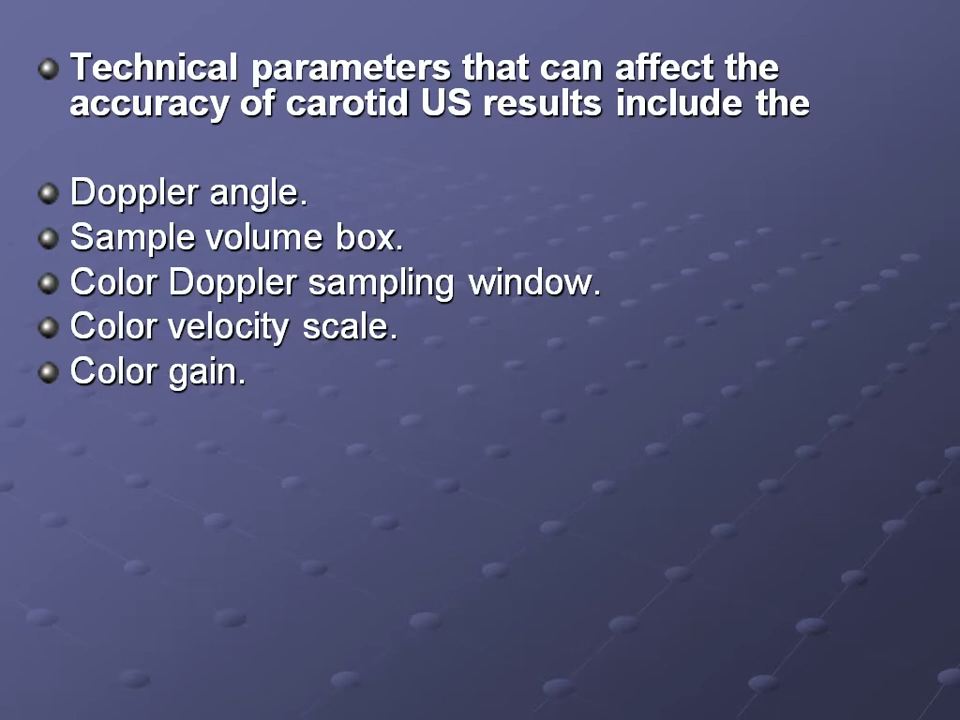 Technical parameters that can affect the
accuracy of carotid US results include the
Doppler angle.
Sample volume box.
Color Doppler sampling window.
Color velocity scale.
Color gain.